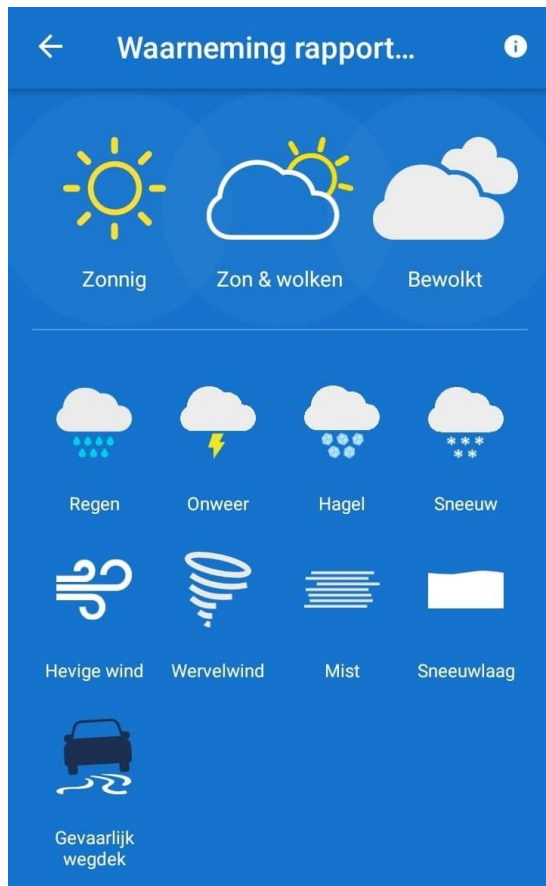 Waarneming rapport...
Zonnig
Zon & wolken
Bewolkt
Regen
Onweer
Hagel
Sneeuw
Hevige wind
Wervelwind
Mist
Sneeuwlaag
Gevaarlijk
wegdek